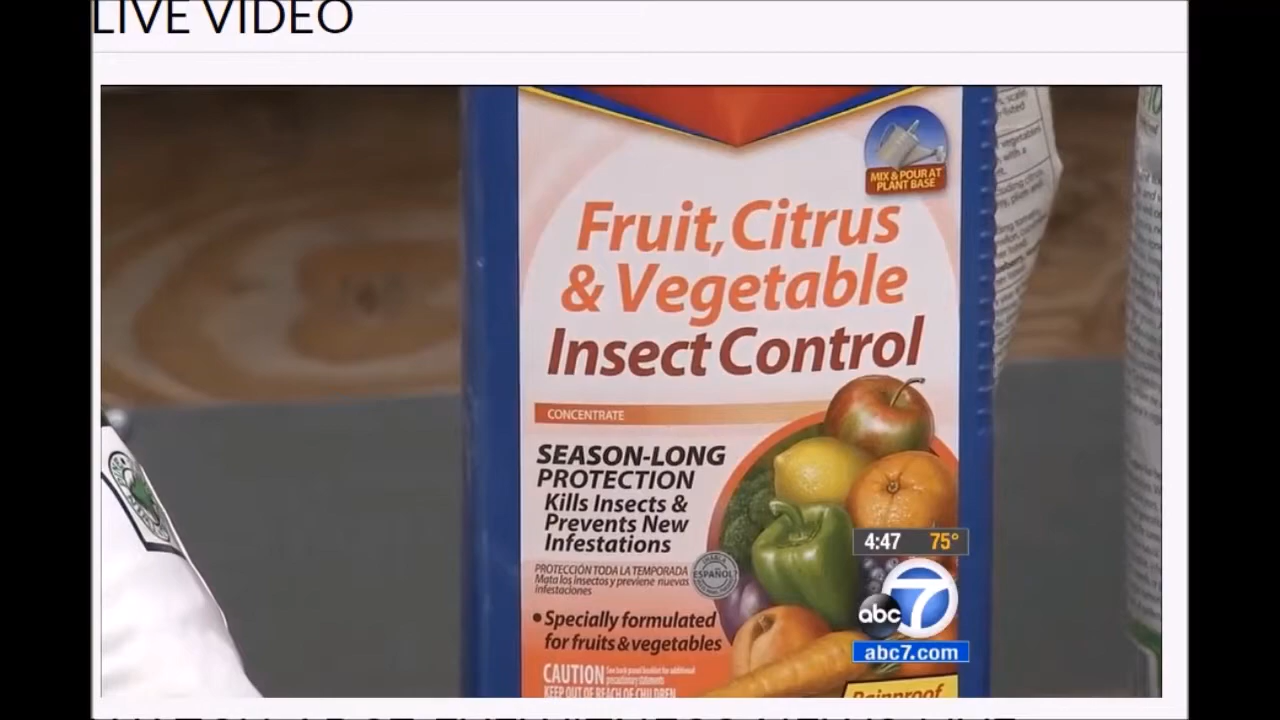 LIVE VIDEO
MIX & POUR AT
PLANT BASE
Fruit, Citrus
& Vegetable
Insect Control
CONCENTRATE
SEASON-LONG
PROTECTION
Kills Insects &
Prevents New
Infestations
PROTECCIÓN TODA LA TEMPORADA
Mata los insectos y previene nuevas
infestaciones
ESPAÑOL?
• Specially formulated
for fruits & vegetables
CAUTION
KEEP OUT OF REACH OF CHILDREN
Rainproof
4:47 75°
abc 7
abc7.com